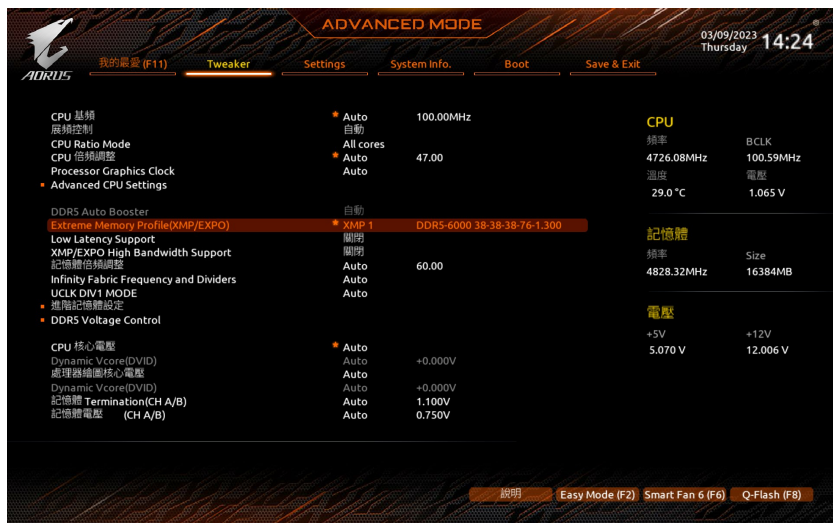 ADVANCED MODE
03/09/2023 Thursday 14:24
AORUS
我的最愛 (F11) Tweaker Settings System Info. Boot Save & Exit
CPU 基頻 * Auto 100.00MHz
展頻控制 自動
CPU Ratio Mode All cores
CPU 倍頻調整 * Auto 47.00
Processor Graphics Clock Auto
Advanced CPU Settings
DDR5 Auto Booster 自動
Extreme Memory Profile(XMP/EXPO) * XMP 1 DDR5-6000 38-38-38-76-1.300
Low Latency Support 關閉
XMP/EXPO High Bandwidth Support 關閉
記憶體倍頻調整 Auto 60.00
Infinity Fabric Frequency and Dividers Auto
UCLK DIV1 MODE Auto
進階記憶體設定
DDR5 Voltage Control
CPU 核心電壓 * Auto
Dynamic Vcore(DVID) Auto +0.000V
處理器繪圖核心電壓 Auto
Dynamic Vcore(DVID) Auto +0.000V
記憶體 Termination(CH A/B) Auto 1.100V
記憶體電壓 (CH A/B) Auto 0.750V
CPU
頻率 BCLK
4726.08MHz 100.59MHz
溫度 電壓
29.0 °C 1.065 V
記憶體
頻率 Size
4828.32MHz 16384MB
電壓
+5V +12V
5.070 V 12.006 V
說明 Easy Mode (F2) Smart Fan 6 (F6) Q-Flash (F8)